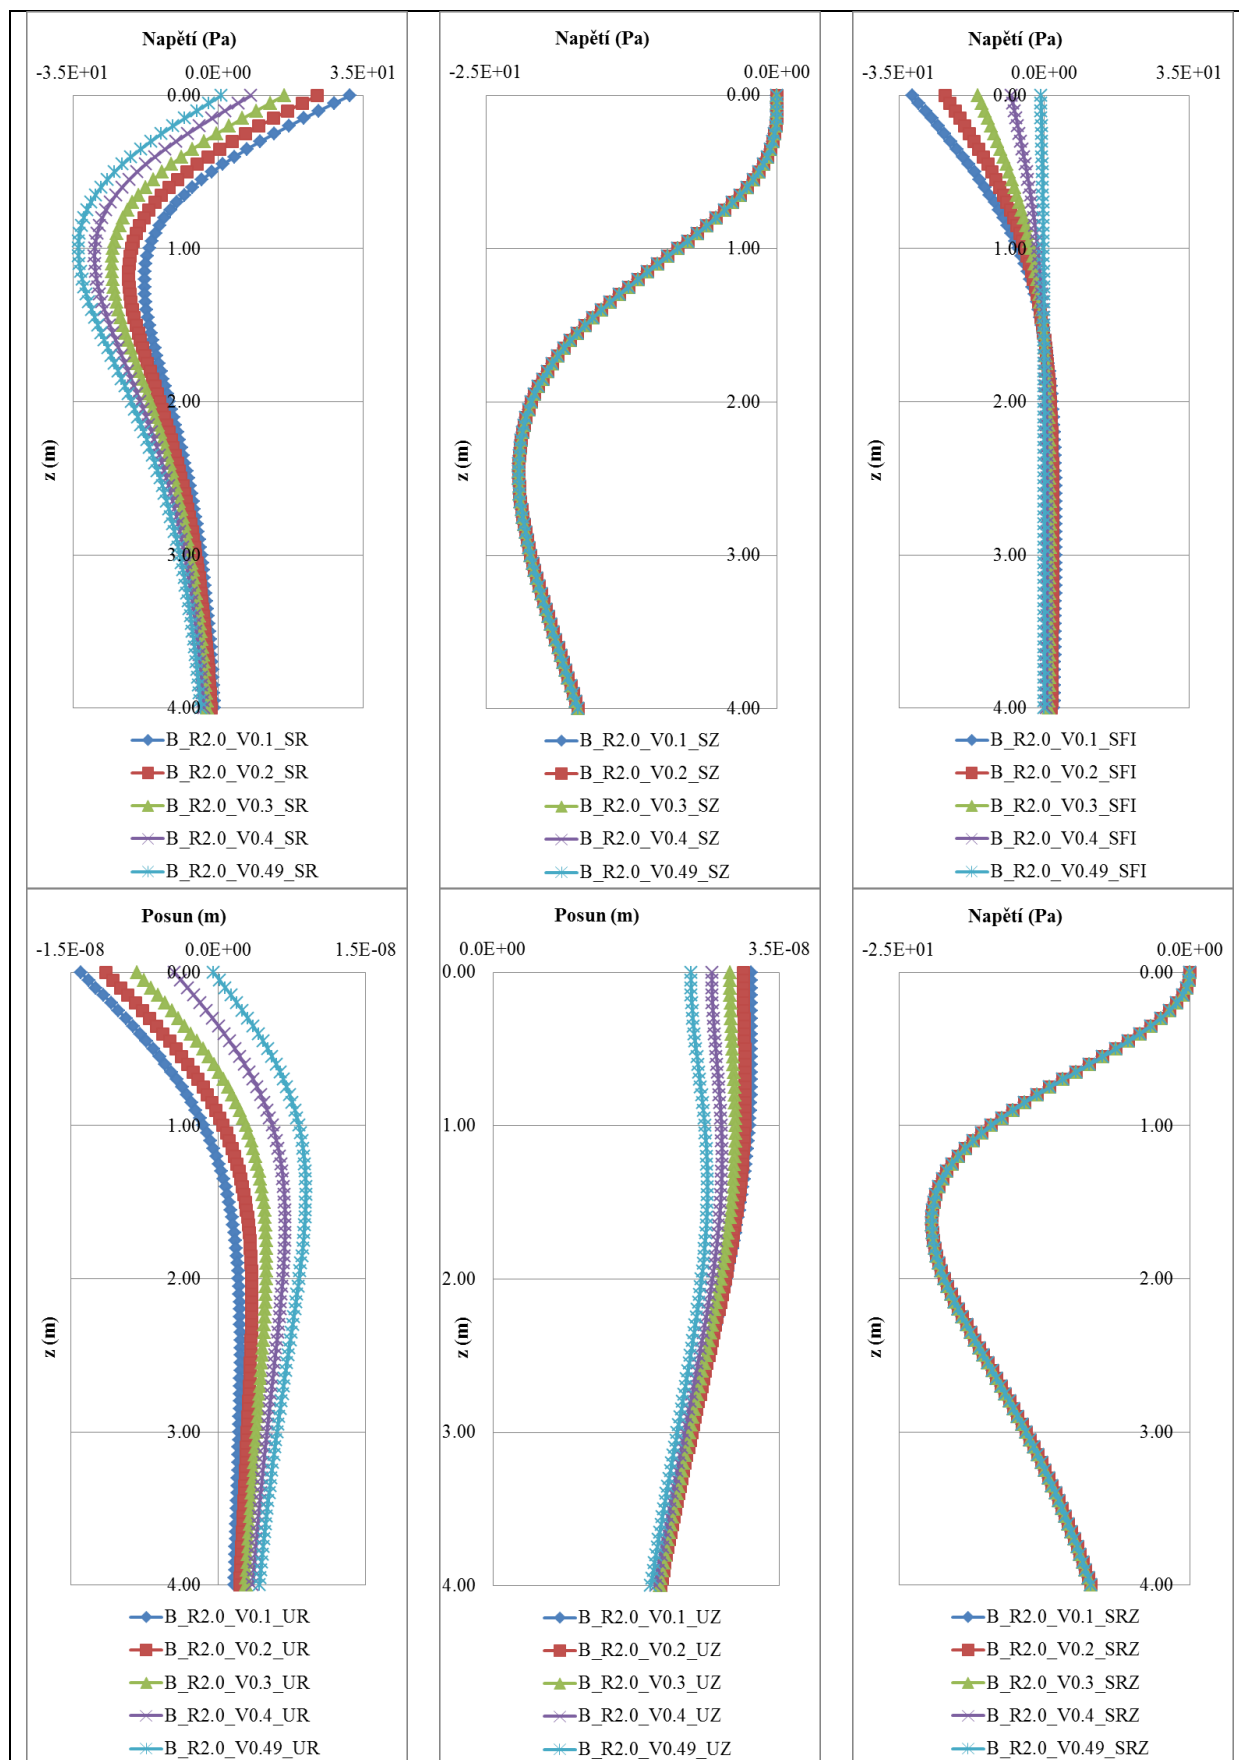 Napětí (Pa)
-3.5E+01 0.0E+00 3.5E+01
0.00
1.00
2.00
3.00
4.00
z (m)
B_R2.0_V0.1_SR
B_R2.0_V0.2_SR
B_R2.0_V0.3_SR
B_R2.0_V0.4_SR
B_R2.0_V0.49_SR
Napětí (Pa)
-2.5E+01 0.0E+00
0.00
1.00
2.00
3.00
4.00
z (m)
B_R2.0_V0.1_SZ
B_R2.0_V0.2_SZ
B_R2.0_V0.3_SZ
B_R2.0_V0.4_SZ
B_R2.0_V0.49_SZ
Napětí (Pa)
-3.5E+01 0.0E+00 3.5E+01
0.00
1.00
2.00
3.00
4.00
z (m)
B_R2.0_V0.1_SFI
B_R2.0_V0.2_SFI
B_R2.0_V0.3_SFI
B_R2.0_V0.4_SFI
B_R2.0_V0.49_SFI
Posun (m)
-1.5E-08 0.0E+00 1.5E-08
0.00
1.00
2.00
3.00
4.00
z (m)
B_R2.0_V0.1_UR
B_R2.0_V0.2_UR
B_R2.0_V0.3_UR
B_R2.0_V0.4_UR
B_R2.0_V0.49_UR
Posun (m)
0.0E+00 3.5E-08
0.00
1.00
2.00
3.00
4.00
z (m)
B_R2.0_V0.1_UZ
B_R2.0_V0.2_UZ
B_R2.0_V0.3_UZ
B_R2.0_V0.4_UZ
B_R2.0_V0.49_UZ
Napětí (Pa)
-2.5E+01 0.0E+00
0.00
1.00
2.00
3.00
4.00
z (m)
B_R2.0_V0.1_SRZ
B_R2.0_V0.2_SRZ
B_R2.0_V0.3_SRZ
B_R2.0_V0.4_SRZ
B_R2.0_V0.49_SRZ